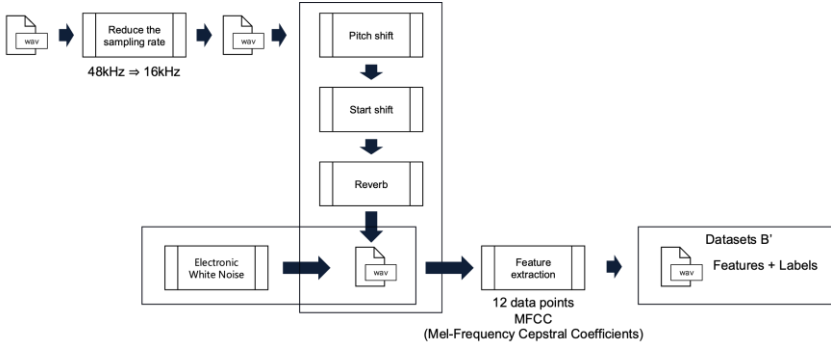 wav
Reduce the
sampling rate
48kHz ⇒ 16kHz
wav
Pitch shift
Start shift
Reverb
Electronic
White Noise
wav
Feature
extraction
12 data points
MFCC
(Mel-Frequency Cepstral Coefficients)
Datasets B'
wav
Features + Labels